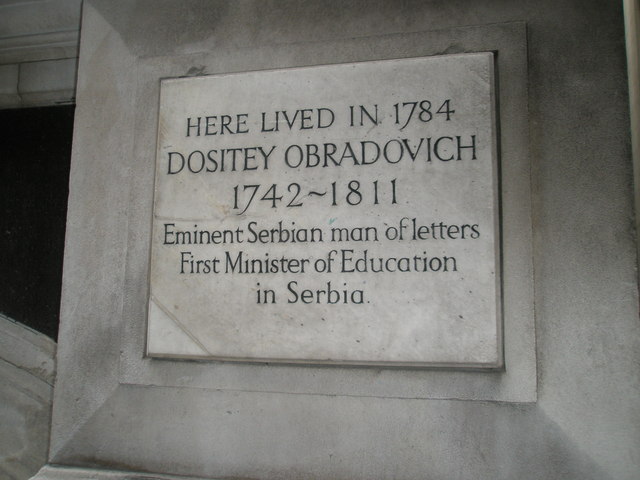 HERE LIVED IN 1784
DOSITEY OBRADOVICH
1742~1811
Eminent Serbian man of letters
First Minister of Education
in Serbia.